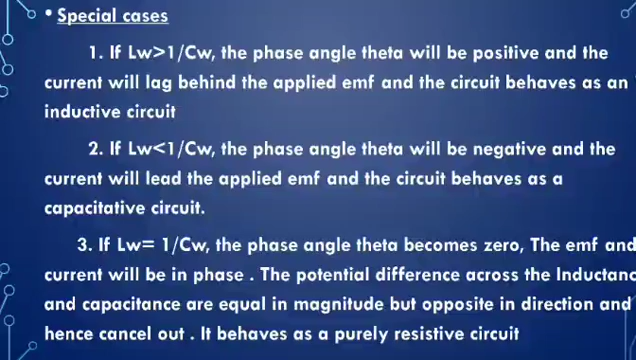 • Special cases
1. If Lw>1/Cw, the phase angle theta will be positive and the
current will lag behind the applied emf and the circuit behaves as an
inductive circuit
2. If Lw<1/Cw, the phase angle theta will be negative and the
current will lead the applied emf and the circuit behaves as a
capacitative circuit.
3. If Lw= 1/Cw, the phase angle theta becomes zero, The emf and
current will be in phase . The potential difference across the Inductanc
and capacitance are equal in magnitude but opposite in direction and
hence cancel out . It behaves as a purely resistive circuit